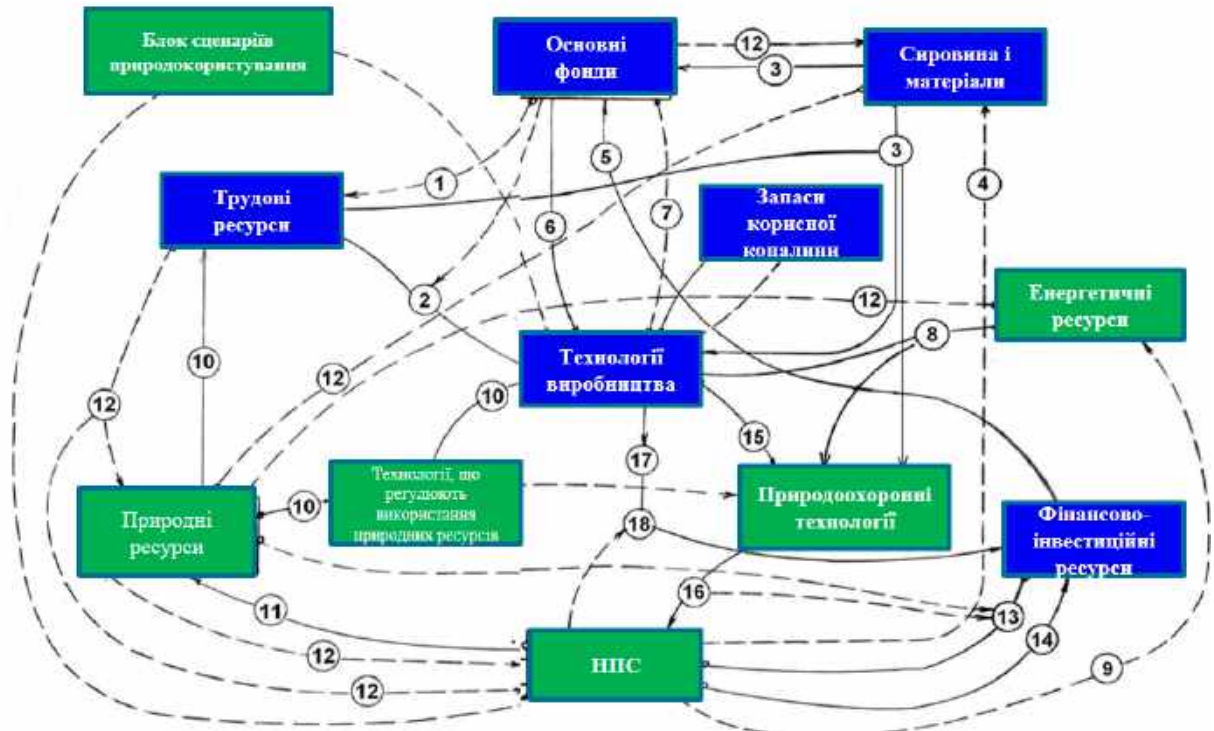 Блок сценаріїв
природокористування
Основні
фонди
12
3
Сировина і
матеріали
Трудові
ресурси
1
5
3
4
Запаси
корисної
копалини
6
7
2
12
Енергетичні
ресурси
8
10
12
Технології
виробництва
10
12
15
17
Природні
ресурси
10
Технології, що
регулюють
використання
природних ресурсів
Природоохоронні
технології
18
Фінансово-
інвестиційні
ресурси
11
16
13
14
12
12
НПС
9